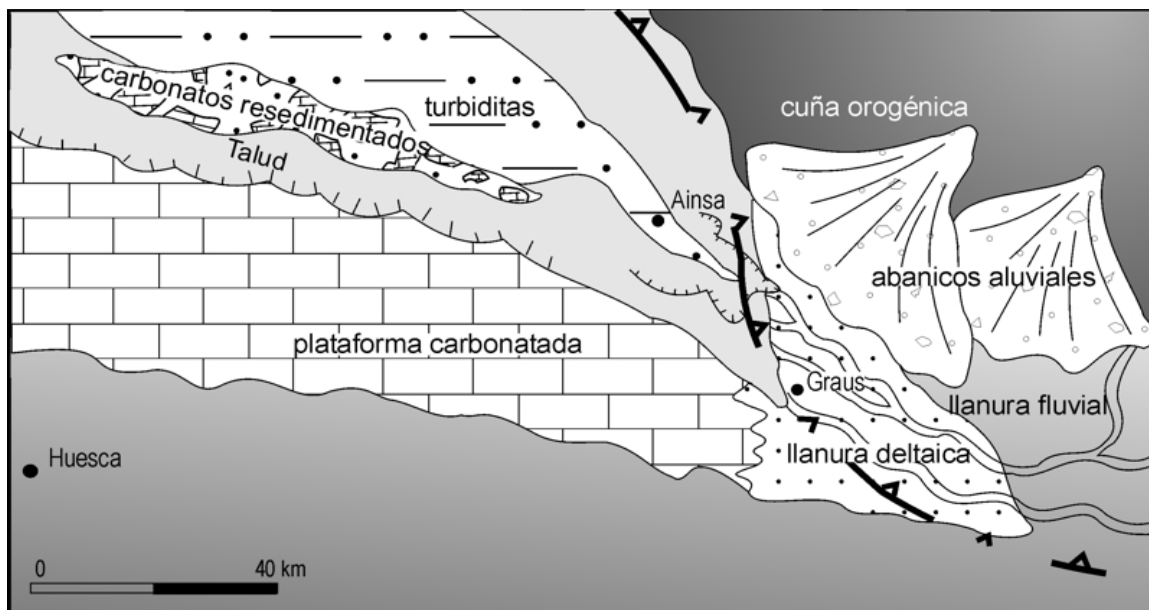 carbonatos resedimentados
turbiditas
cuña orogénica
Talud
Ainsa
abanicos aluviales
plataforma carbonatada
Graus
llanura fluvial
llanura deltaica
Huesca
0 40 km